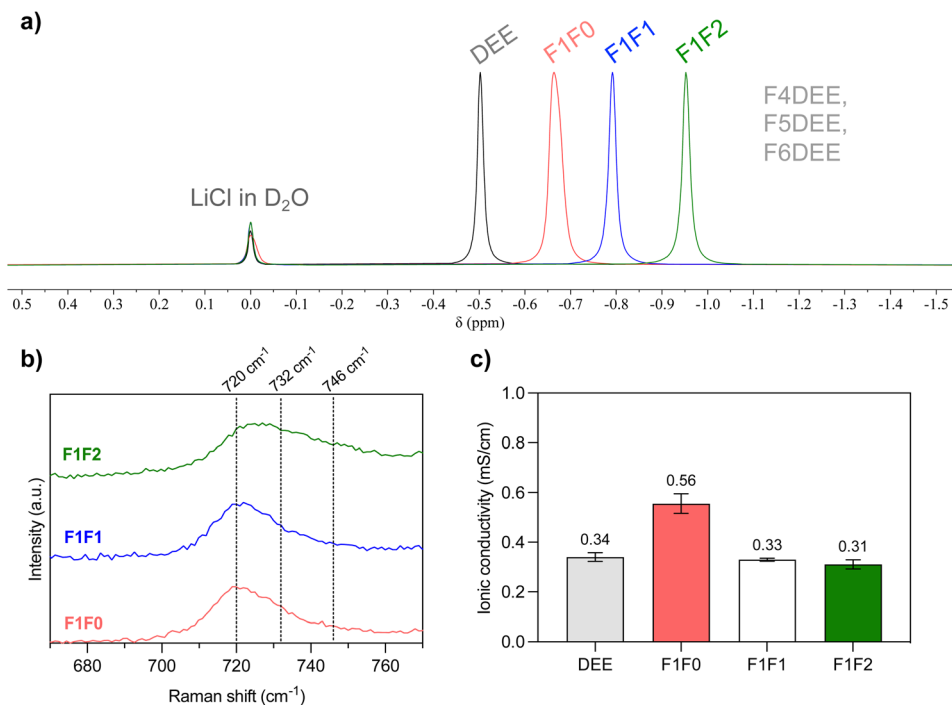 a)
DEE
F1F0
F1F1
F1F2
F4DEE,
F5DEE,
F6DEE
LiCl in D₂O
0.5 0.4 0.3 0.2 0.1 0.0 -0.1 -0.2 -0.3 -0.4 -0.5 -0.6 -0.7 -0.8 -0.9 -1.0 -1.1 -1.2 -1.3 -1.4 -1.5
δ (ppm)
b)
720 cm⁻¹
732 cm⁻¹
746 cm⁻¹
F1F2
F1F1
F1F0
Intensity (a.u.)
680 700 720 740 760
Raman shift (cm⁻¹)
c)
Ionic conductivity (mS/cm)
1.0
0.8
0.6
0.4
0.2
0.0
0.34
0.56
0.33
0.31
DEE F1F0 F1F1 F1F2